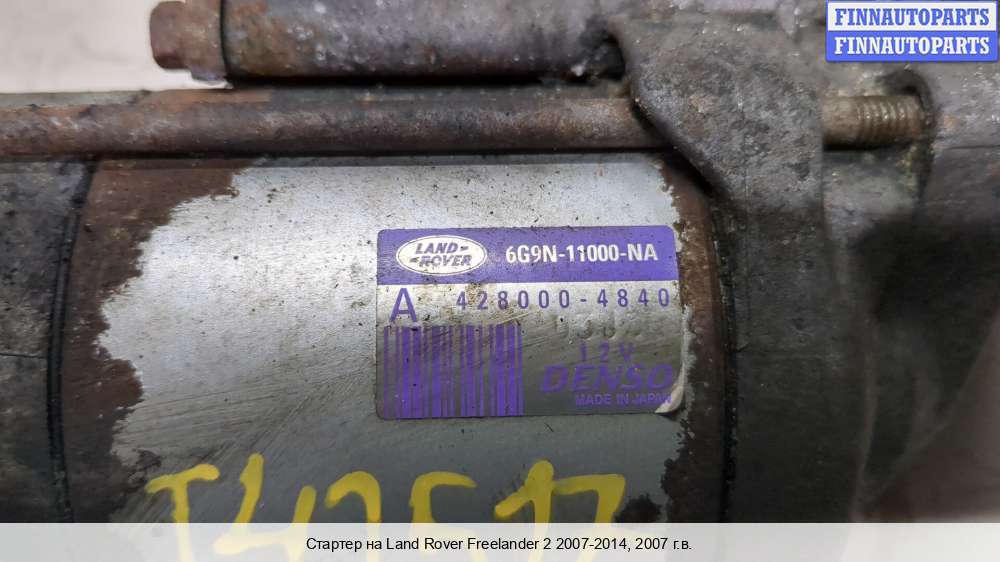 FINNAUTOPARTS
FINNAUTOPARTS
LAND-
-ROVER
6G9N-11000-NA
A 428000-4840
12V
DENSO
MADE IN JAPAN
Стартер на Land Rover Freelander 2 2007-2014, 2007 г.в.